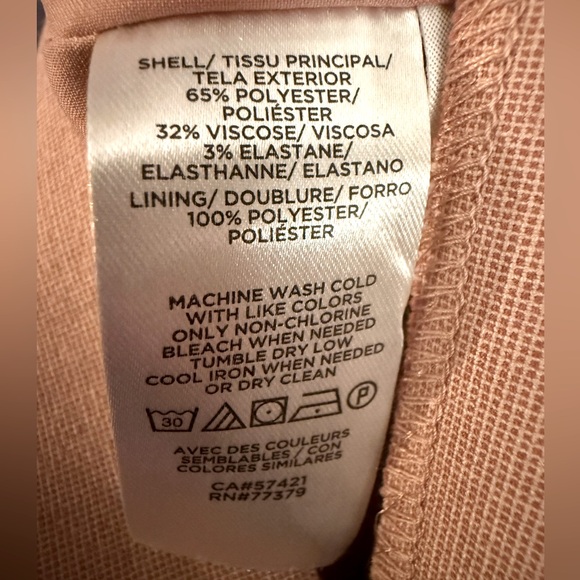 SHELL/ TISSU PRINCIPAL/
TELA EXTERIOR
65% POLYESTER/
POLIÉSTER
32% VISCOSE/ VISCOSA
3% ELASTANE/
ELASTHANNE/ ELASTANO
LINING/ DOUBLURE/ FORRO
100% POLYESTER/
POLIÉSTER
MACHINE WASH COLD
WITH LIKE COLORS
ONLY NON-CHLORINE
BLEACH WHEN NEEDED
TUMBLE DRY LOW
COOL IRON WHEN NEEDED
OR DRY CLEAN
30 P
AVEC DES COULEURS
SEMBLABLES / CON
COLORES SIMILARES
CA#57421
RN#77379